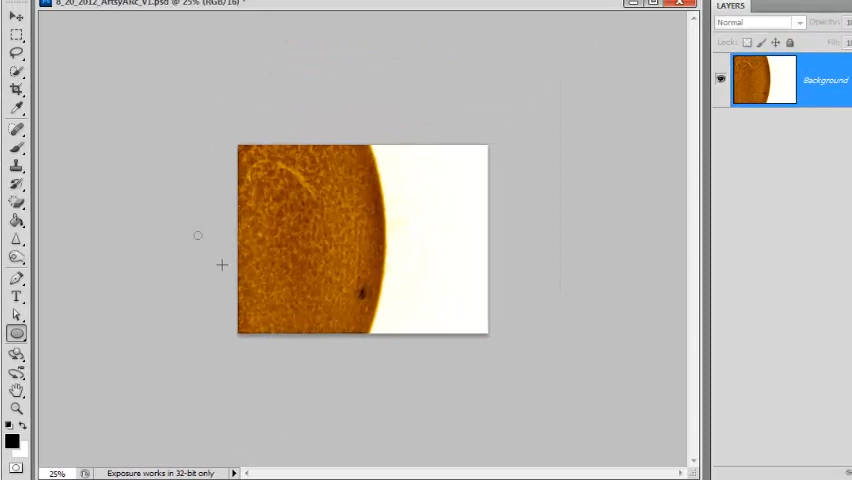 8_20_2012_ArtsyARc_V1.psd @ 25% (RGB/16) *
LAYERS
Normal
Opacity:
Lock:
Fill:
Background
25%
Exposure works in 32-bit only